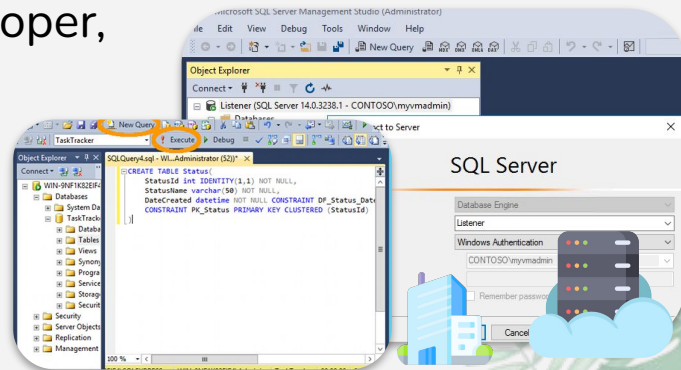 oper,
Microsoft SQL Server Management Studio (Administrator)
File Edit View Debug Tools Window Help
New Query
Object Explorer
Connect
Listener (SQL Server 14.0.3238.1 - CONTOSO\myvmadmin)
Databases
ct to Server
SQL Server
Database Engine
Listener
Windows Authentication
CONTOSO\myvmadmin
Remember password
Cancel
New Query
TaskTracker Execute Debug
Object Explorer
SQLQuery4.sql - WI...Administrator (52))*
Connect
WIN-9NF1K82EIF4
Databases
System Da
TaskTrack
Databa
Tables
Views
Synony
Progra
Service
Storag
Securit
Security
Server Objects
Replication
Management
CREATE TABLE Status(
StatusId int IDENTITY(1,1) NOT NULL,
StatusName varchar(50) NOT NULL,
DateCreated datetime NOT NULL CONSTRAINT DF_Status_Date
CONSTRAINT PK_Status PRIMARY KEY CLUSTERED (StatusId)
)
100 %